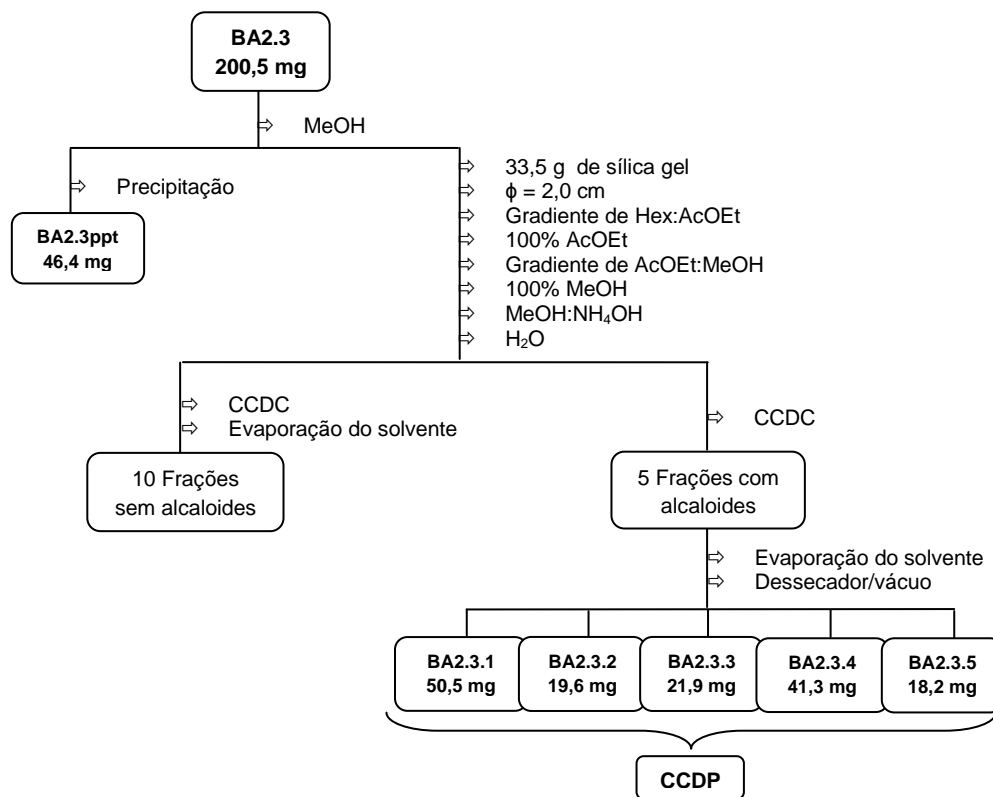 BA2.3
200,5 mg
⇨ MeOH
⇨ Precipitação
BA2.3ppt
46,4 mg
⇨ 33,5 g de sílica gel
⇨ ϕ = 2,0 cm
⇨ Gradiente de Hex:AcOEt
⇨ 100% AcOEt
⇨ Gradiente de AcOEt:MeOH
⇨ 100% MeOH
⇨ MeOH:NH₄OH
⇨ H₂O
⇨ CCDC
⇨ Evaporação do solvente
10 Frações
sem alcaloides
⇨ CCDC
5 Frações com
alcaloides
⇨ Evaporação do solvente
⇨ Dessecador/vácuo
BA2.3.1
50,5 mg
BA2.3.2
19,6 mg
BA2.3.3
21,9 mg
BA2.3.4
41,3 mg
BA2.3.5
18,2 mg
CCDP